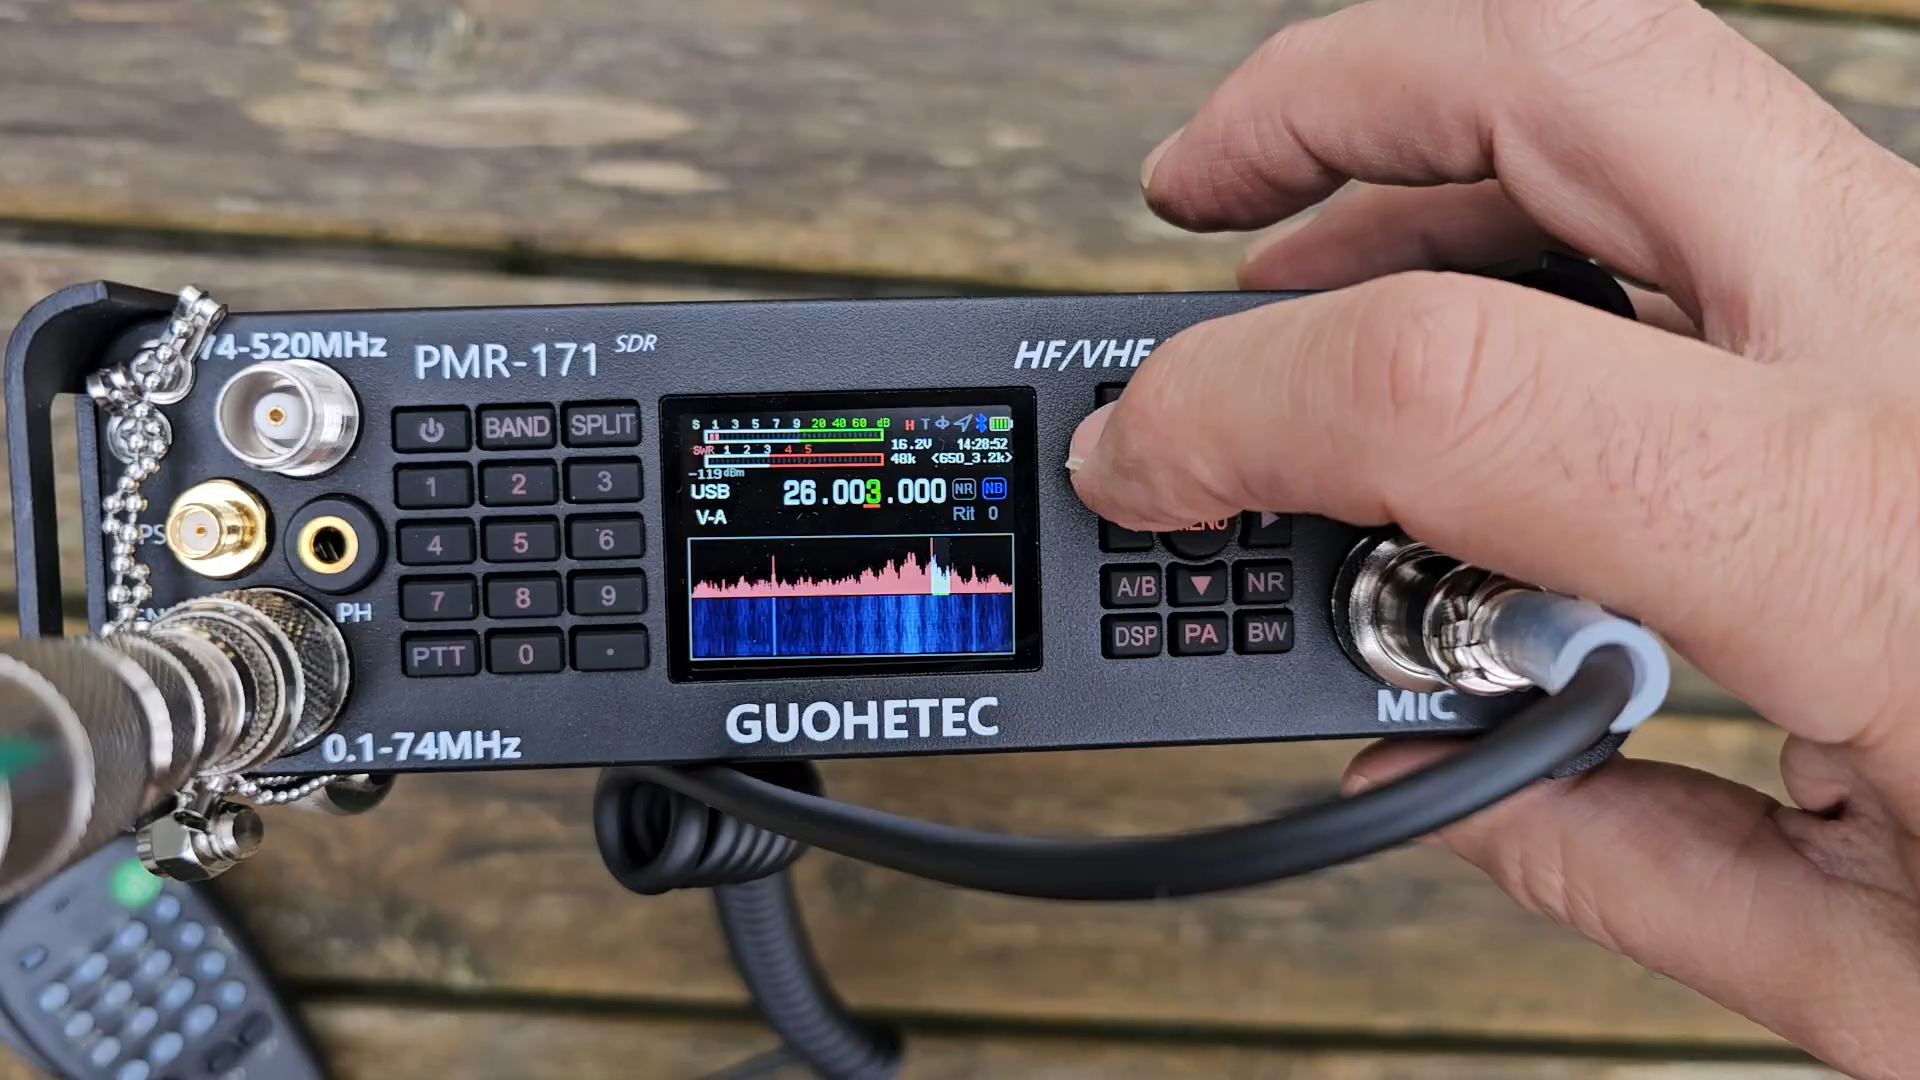 74-520MHz
PMR-171 SDR
HF/VHF
BAND SPLIT
1 2 3
4 5 6
7 8 9
PTT 0 .
PH
0.1-74MHz
S 1 3 5 7 9 20 40 60 dB H T
SWR 1 2 3 4 5 16.2V 14:28:52
48k <650_3.2k>
-119dBm
USB 26.003.000 NR NB
V-A Rit 0
GUOHETEC
MENU
A/B ▼ NR
DSP PA BW
MIC